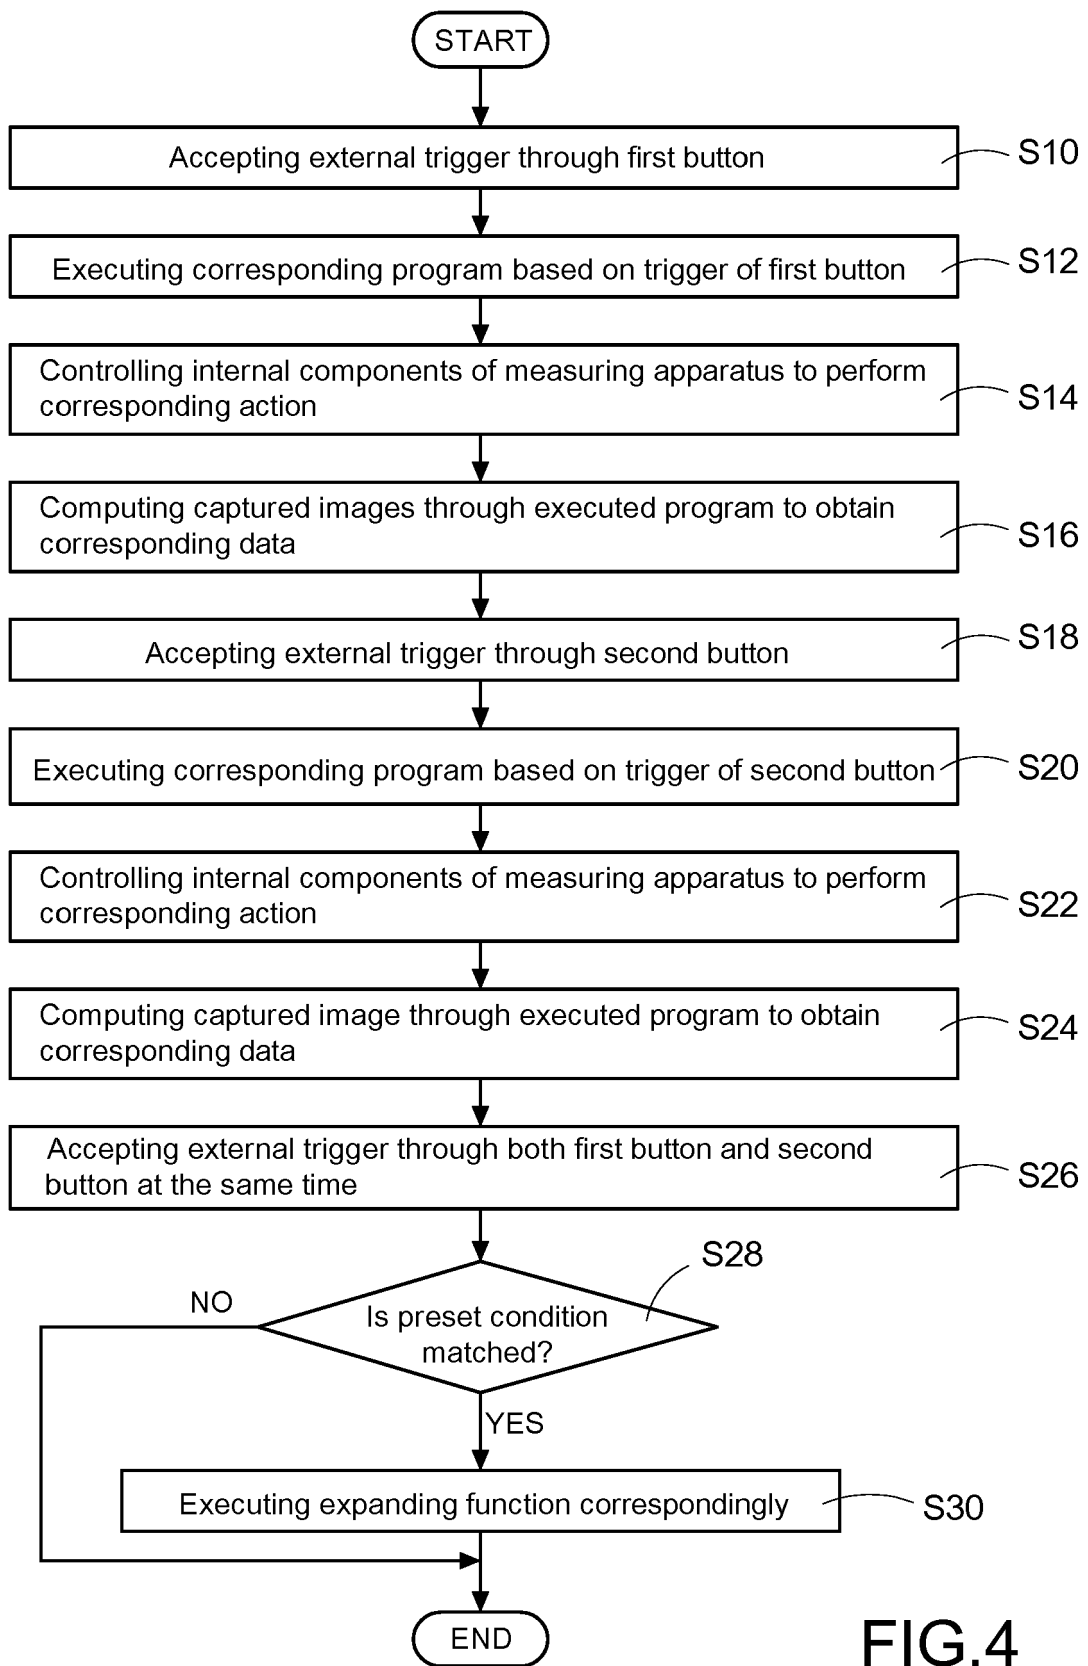 START
Accepting external trigger through first button
S10
Executing corresponding program based on trigger of first button
S12
Controlling internal components of measuring apparatus to perform
corresponding action
S14
Computing captured images through executed program to obtain
corresponding data
S16
Accepting external trigger through second button
S18
Executing corresponding program based on trigger of second button
S20
Controlling internal components of measuring apparatus to perform
corresponding action
S22
Computing captured image through executed program to obtain
corresponding data
S24
Accepting external trigger through both first button and second
button at the same time
S26
S28
NO
Is preset condition
matched?
YES
Executing expanding function correspondingly
S30
END
FIG.4